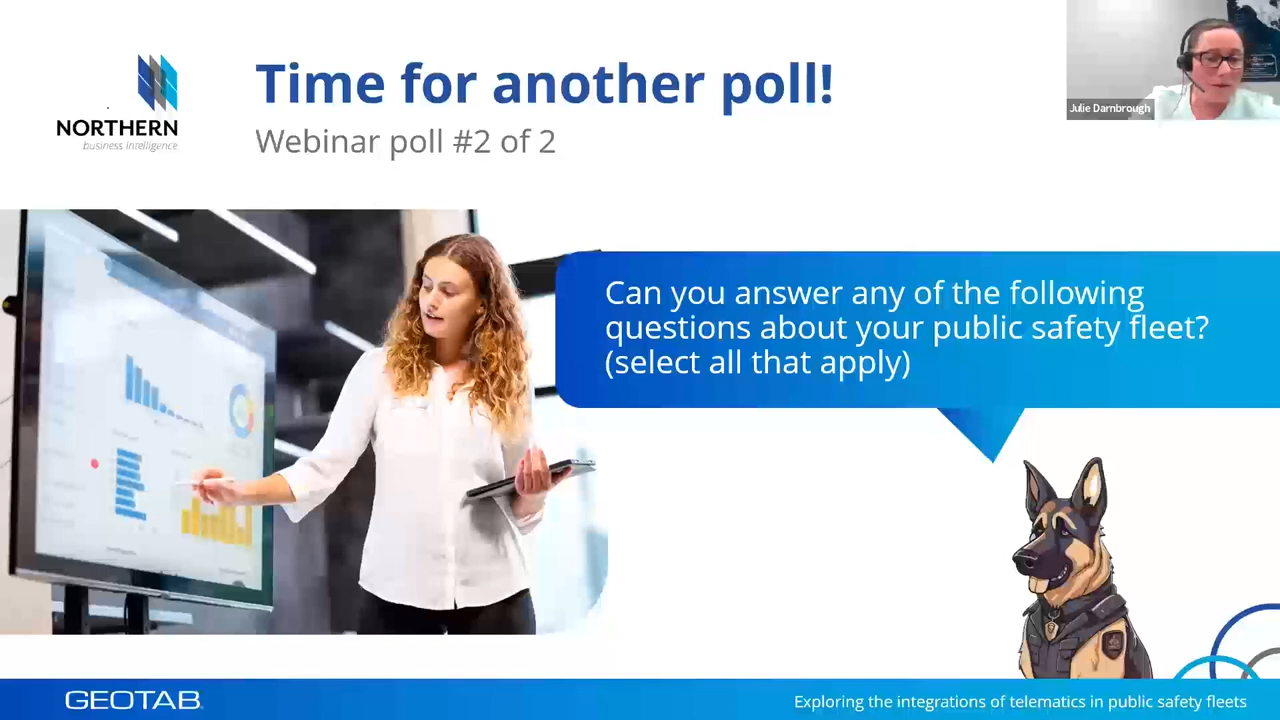 NORTHERN
business intelligence
Time for another poll!
Webinar poll #2 of 2
Julie Darnbrough
Can you answer any of the following
questions about your public safety fleet?
(select all that apply)
GEOTAB
Exploring the integrations of telematics in public safety fleets